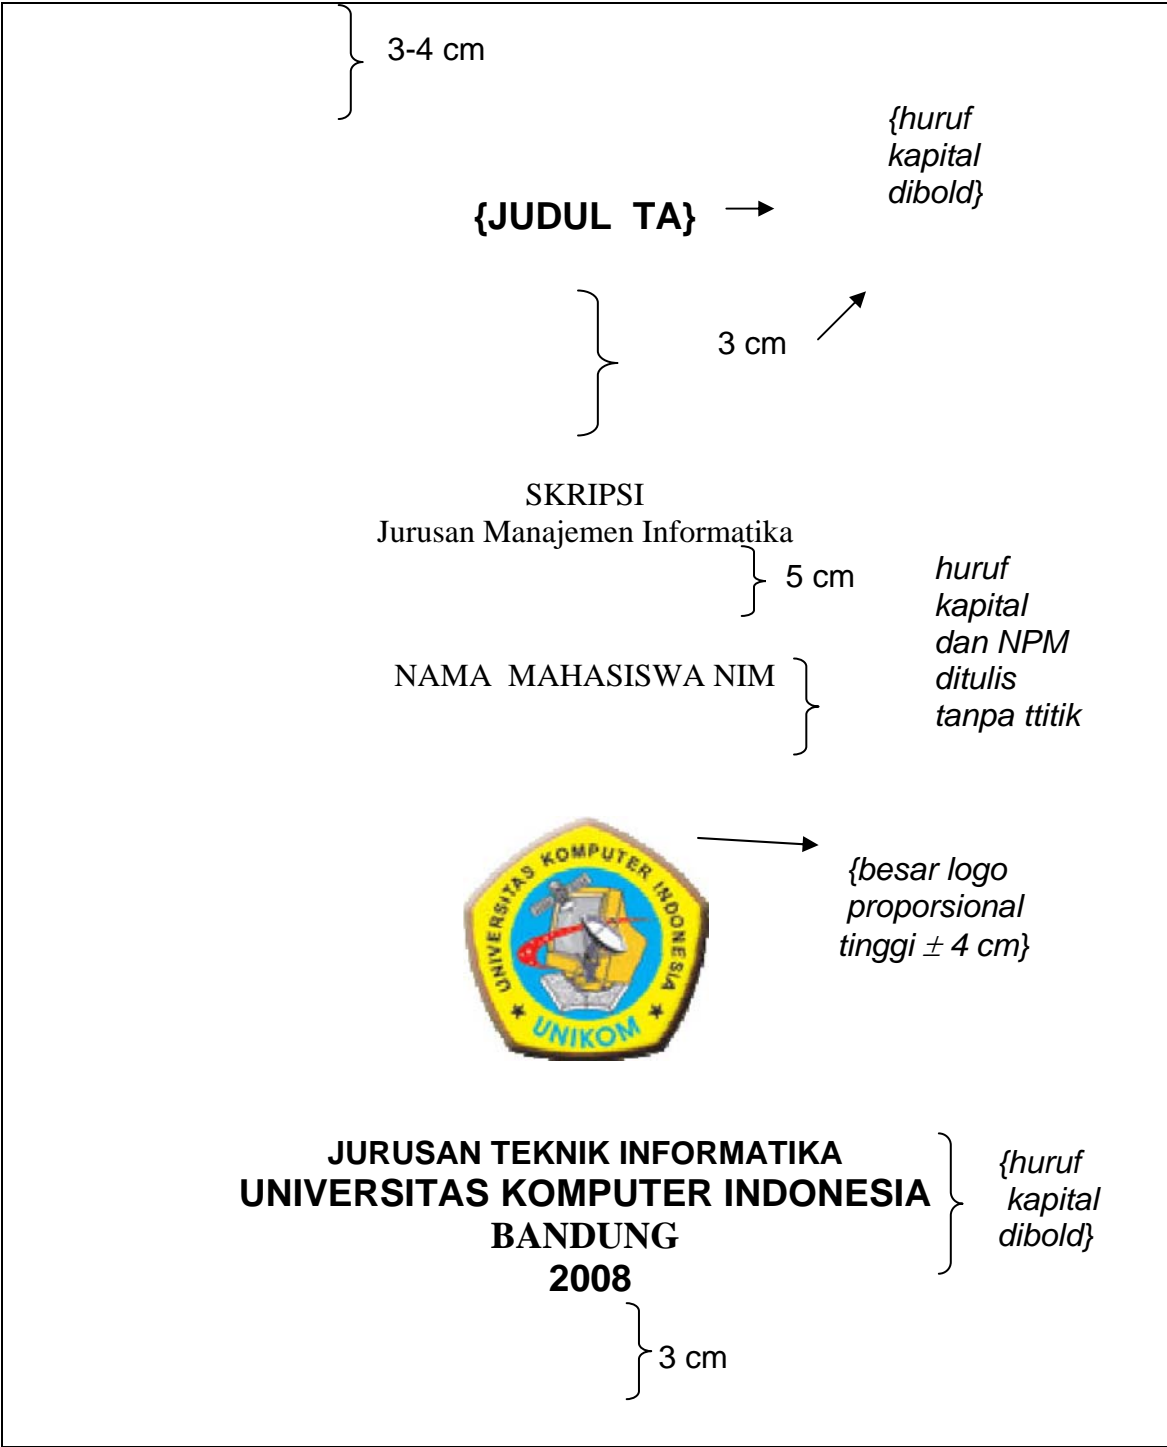 3-4 cm
{huruf
kapital
dibold}
{JUDUL TA}
3 cm
SKRIPSI
Jurusan Manajemen Informatika
5 cm
huruf
kapital
dan NPM
ditulis
tanpa ttitik
NAMA MAHASISWA NIM
UNIVERSITAS KOMPUTER INDONESIA
UNIKOM
{besar logo
proporsional
tinggi ± 4 cm}
JURUSAN TEKNIK INFORMATIKA
UNIVERSITAS KOMPUTER INDONESIA
BANDUNG
2008
{huruf
kapital
dibold}
3 cm